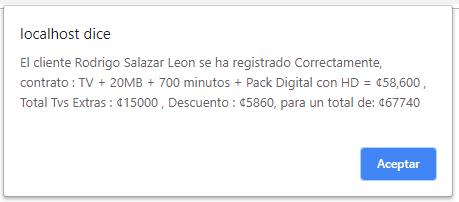 localhost dice
El cliente Rodrigo Salazar Leon se ha registrado Correctamente,
contrato : TV + 20MB + 700 minutos + Pack Digital con HD = ¢58,600 ,
Total Tvs Extras : ¢15000 , Descuento : ¢5860, para un total de: ¢67740
Aceptar